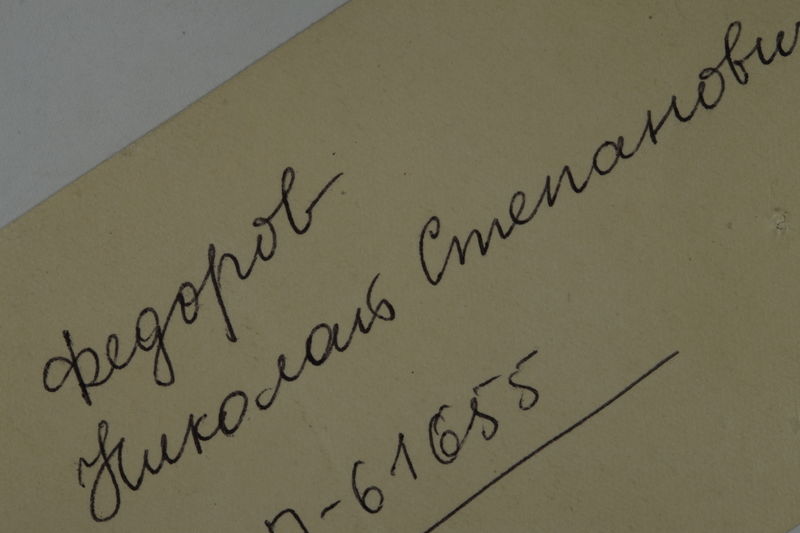 Федоров
Николай Степанови
П-61655